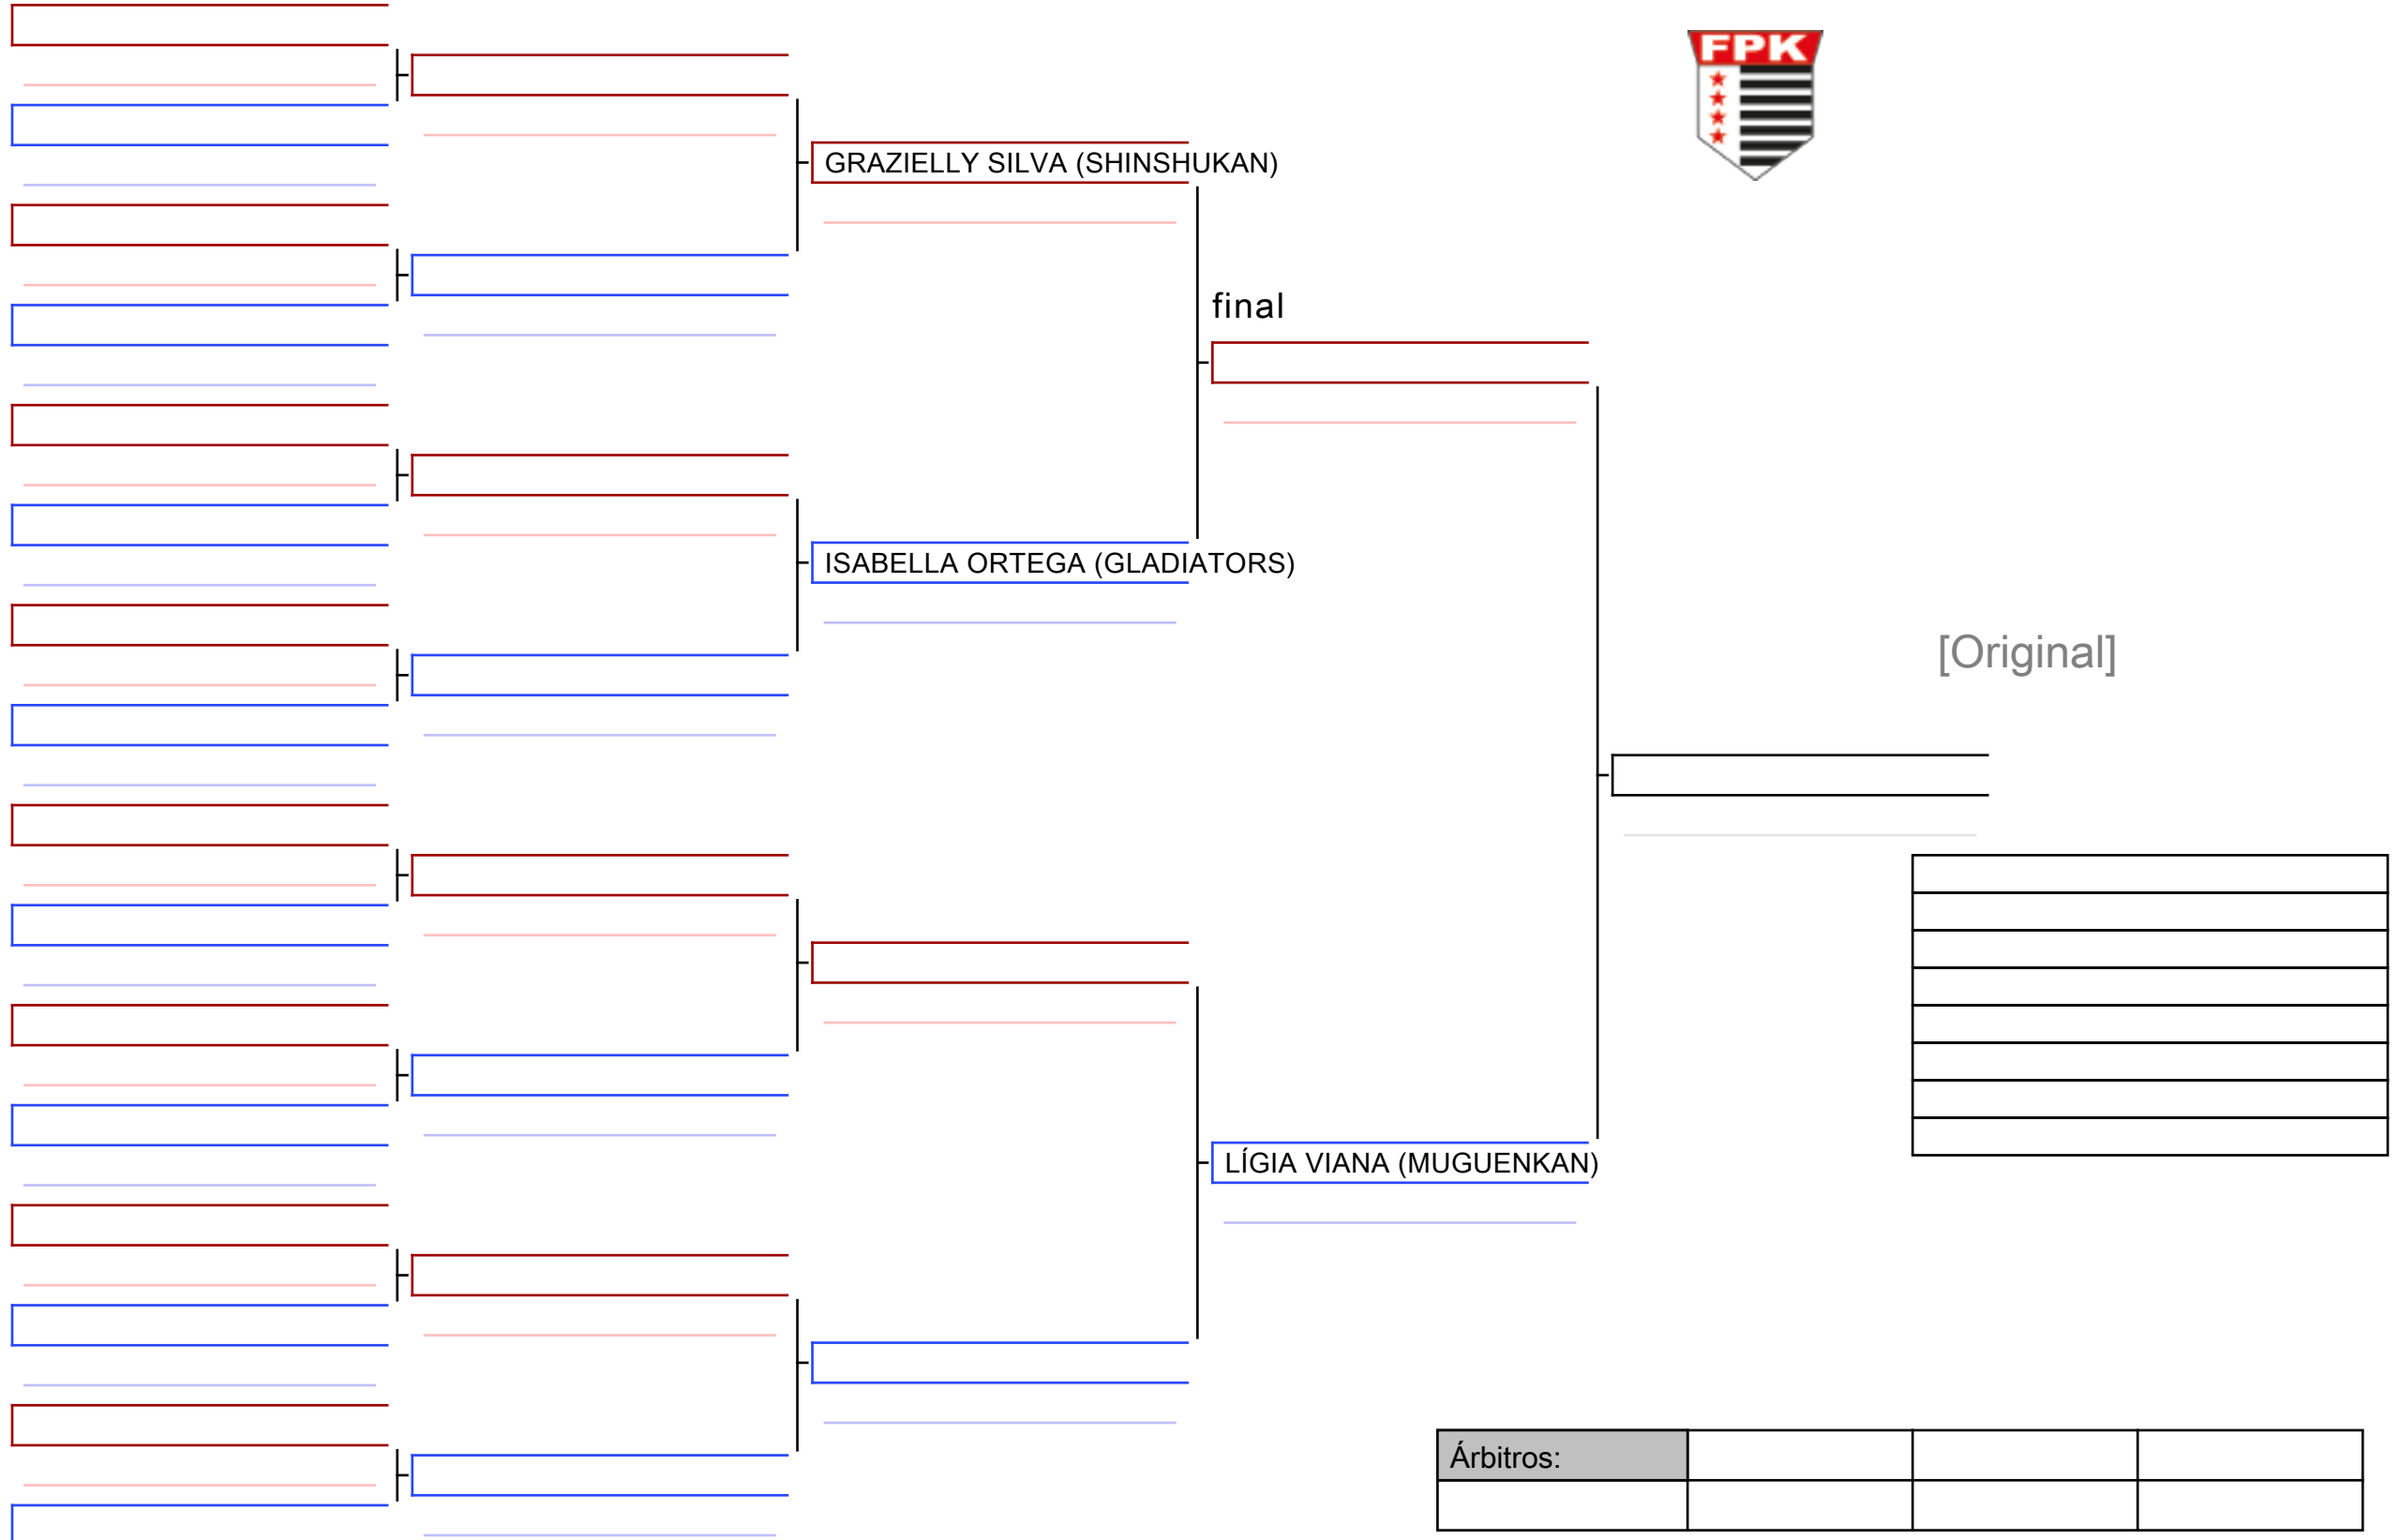 FPK
GRAZIELLY SILVA (SHINSHUKAN)
final
ISABELLA ORTEGA (GLADIATORS)
[Original]
LÍGIA VIANA (MUGUENKAN)
Árbitros: